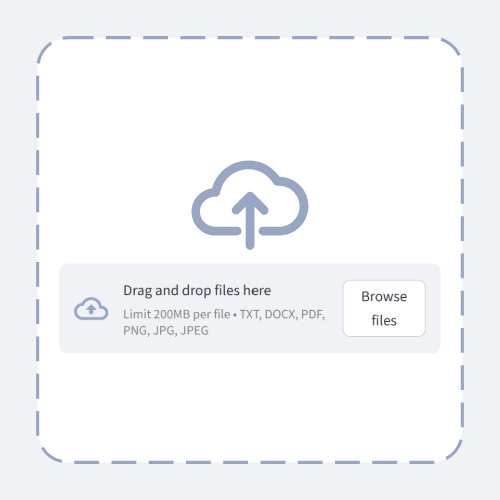 Drag and drop files here
Limit 200MB per file • TXT, DOCX, PDF,
PNG, JPG, JPEG
Browse
files